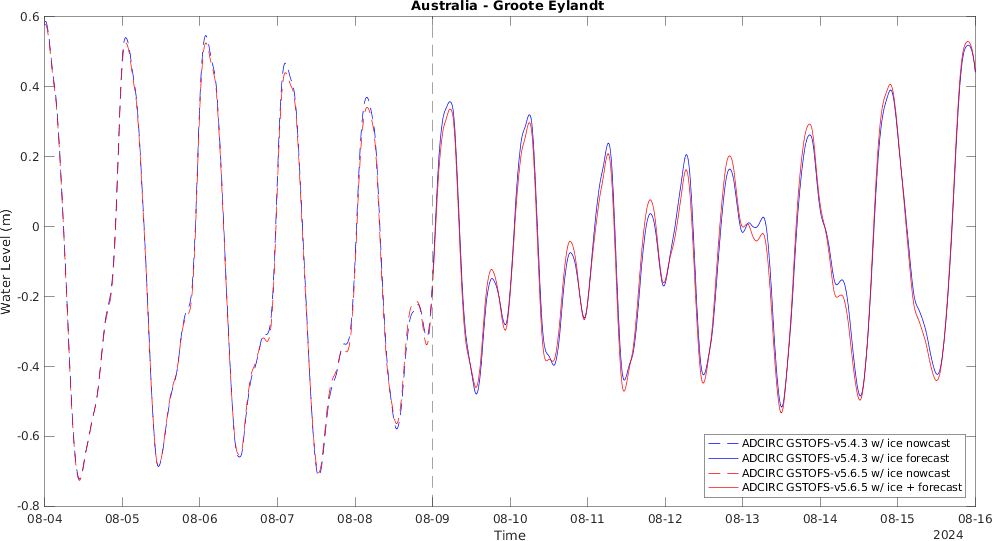 Australia - Groote Eylandt
0.6
0.4
0.2
0
-0.2
-0.4
-0.6
-0.8
Water Level (m)
ADCIRC GSTOFS-v5.4.3 w/ ice nowcast
ADCIRC GSTOFS-v5.4.3 w/ ice forecast
ADCIRC GSTOFS-v5.6.5 w/ ice nowcast
ADCIRC GSTOFS-v5.6.5 w/ ice + forecast
08-04 08-05 08-06 08-07 08-08 08-09 08-10 08-11 08-12 08-13 08-14 08-15 08-16
Time
2024